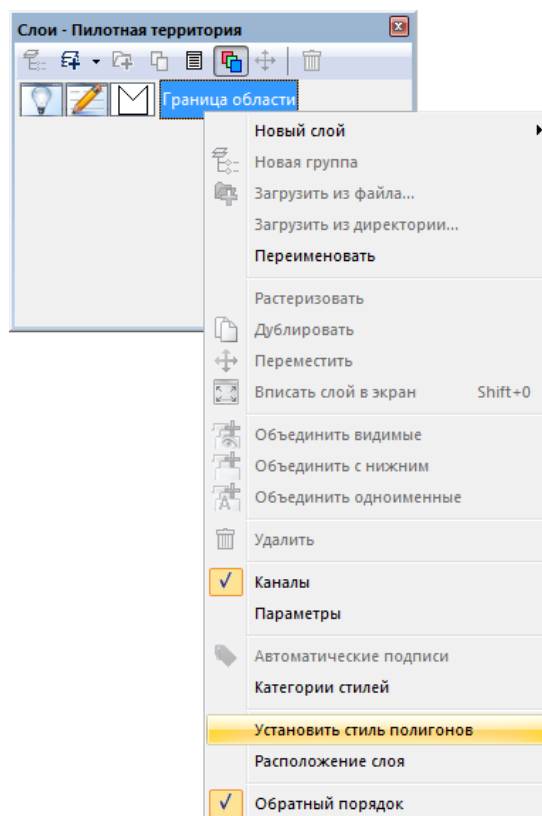 Слои - Пилотная территория
Граница области
Новый слой
Новая группа
Загрузить из файла...
Загрузить из директории...
Переименовать
Растеризовать
Дублировать
Переместить
Вписать слой в экран Shift+0
Объединить видимые
Объединить с нижним
Объединить одноименные
Удалить
Каналы
Параметры
Автоматические подписи
Категории стилей
Установить стиль полигонов
Расположение слоя
Обратный порядок